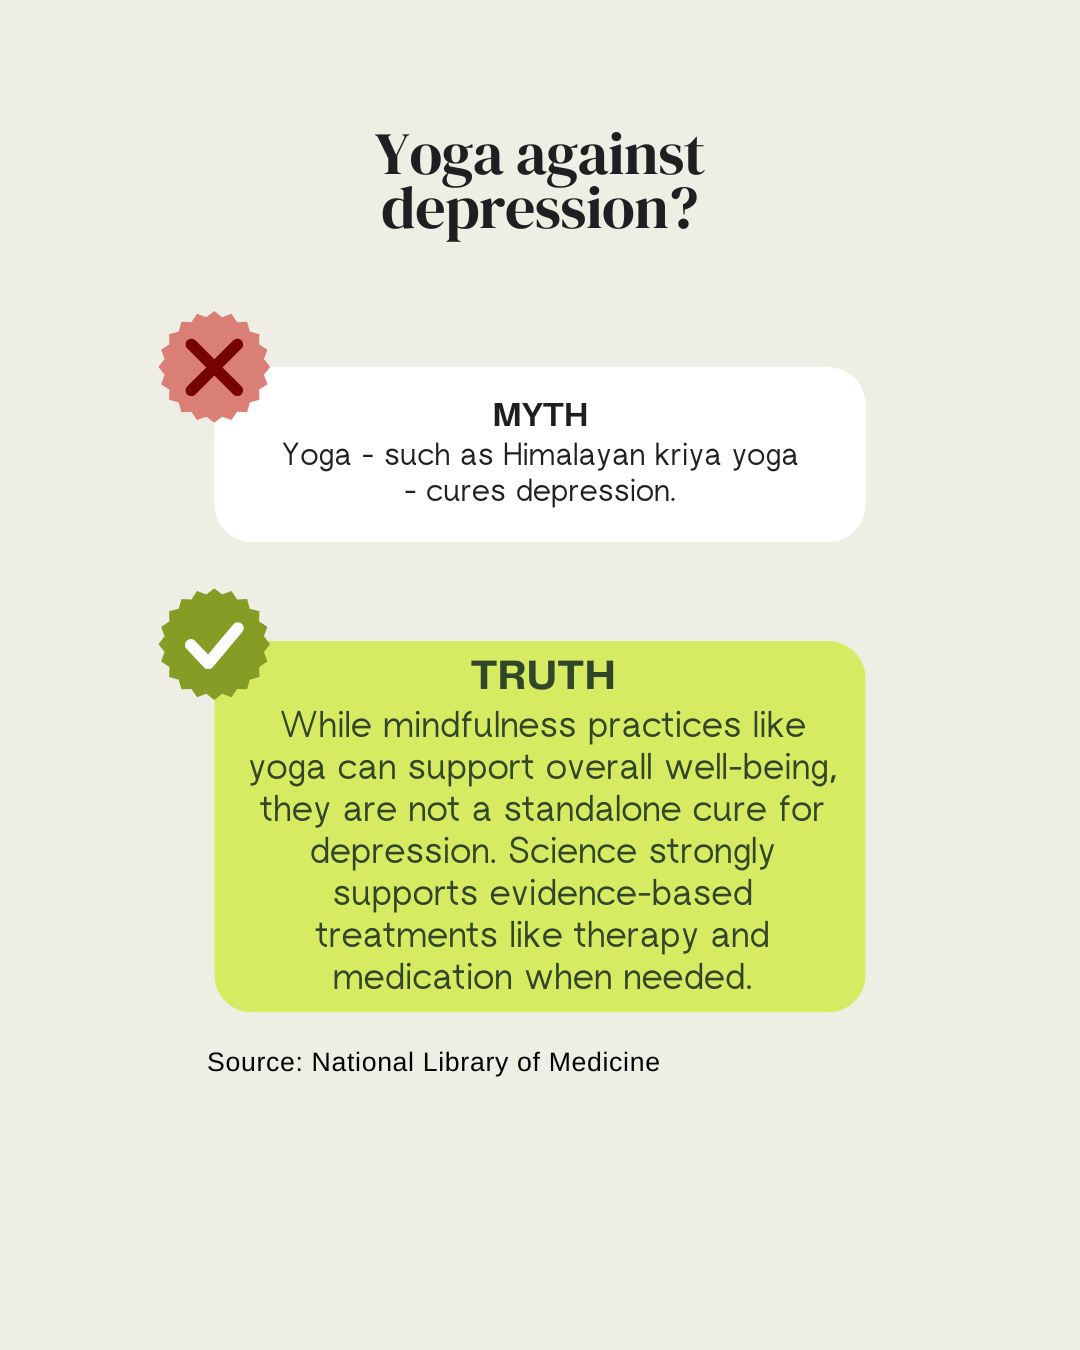 Yoga against
depression?
MYTH
Yoga - such as Himalayan kriya yoga
- cures depression.
TRUTH
While mindfulness practices like
yoga can support overall well-being,
they are not a standalone cure for
depression. Science strongly
supports evidence-based
treatments like therapy and
medication when needed.
Source: National Library of Medicine